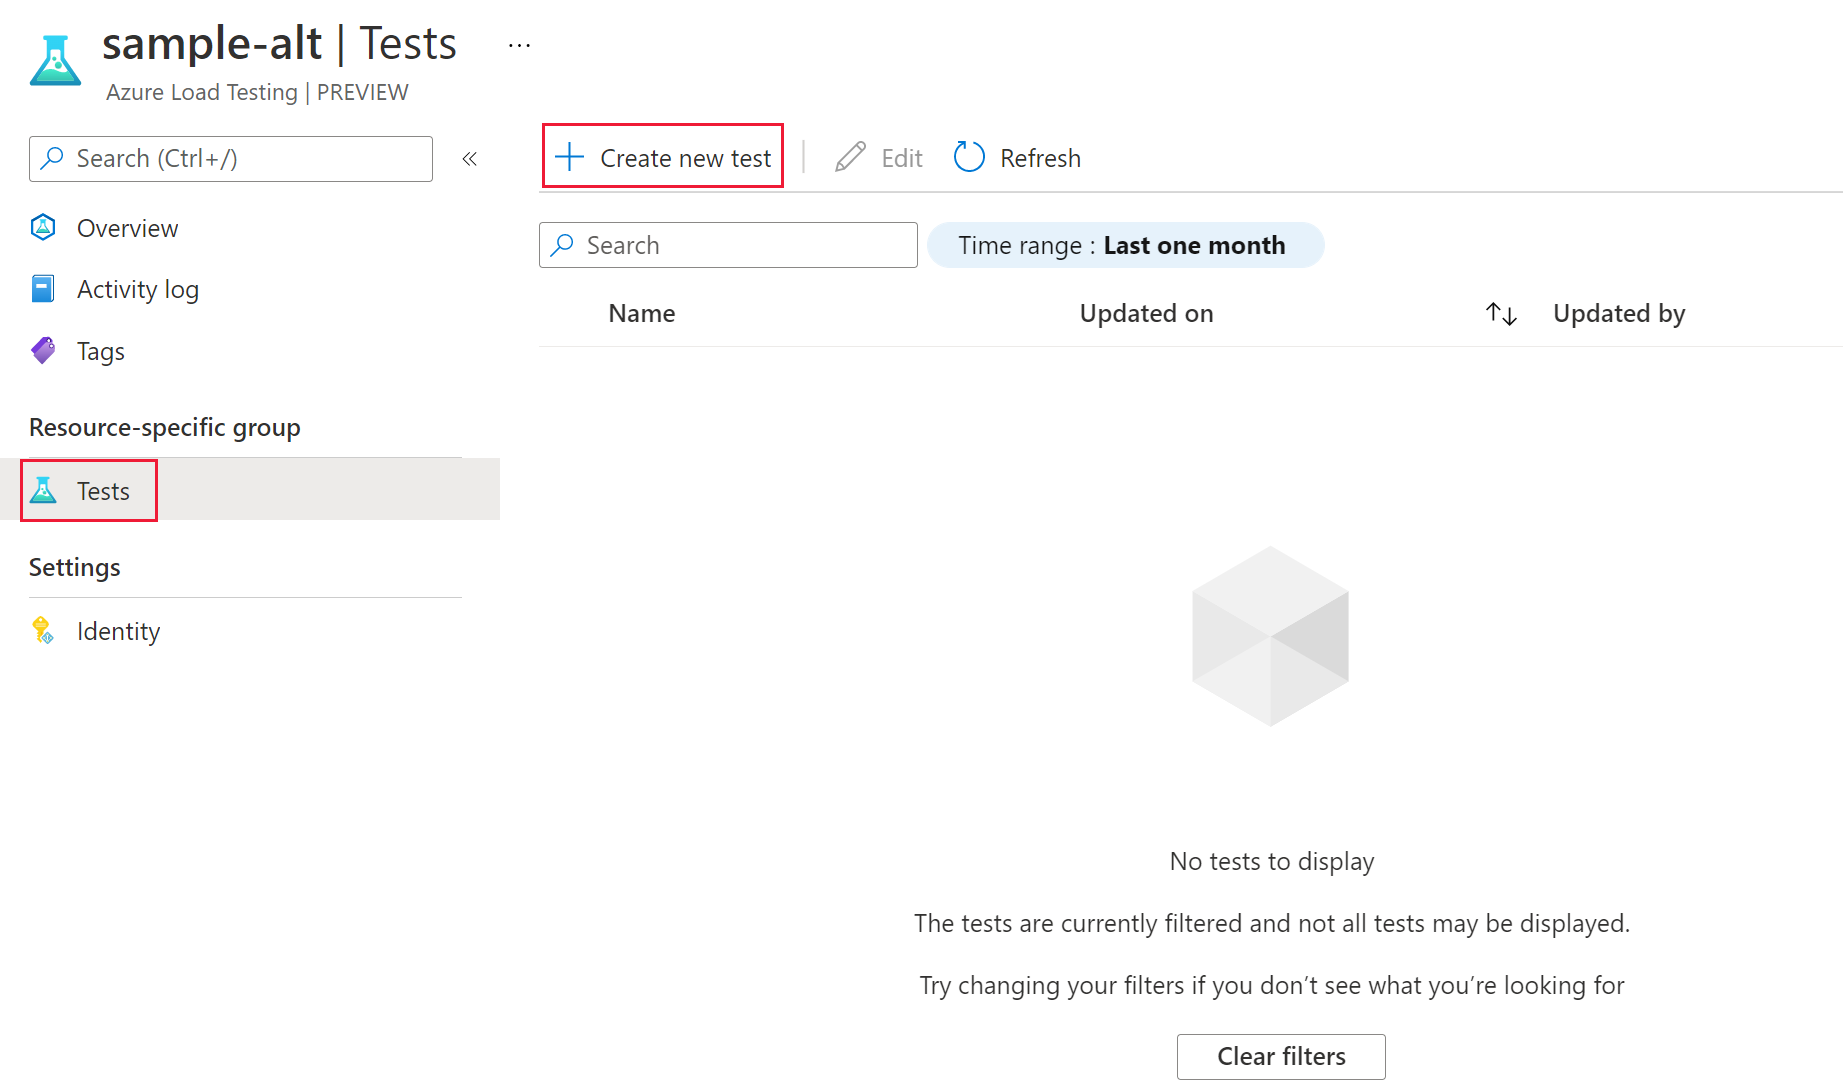 sample-alt | Tests ...
Azure Load Testing | PREVIEW
Search (Ctrl+/) «
Overview
Activity log
Tags
Resource-specific group
Tests
Settings
Identity
Create new test | Edit Refresh
Search Time range : Last one month
Name Updated on ↑↓ Updated by
No tests to display
The tests are currently filtered and not all tests may be displayed.
Try changing your filters if you don’t see what you’re looking for
Clear filters